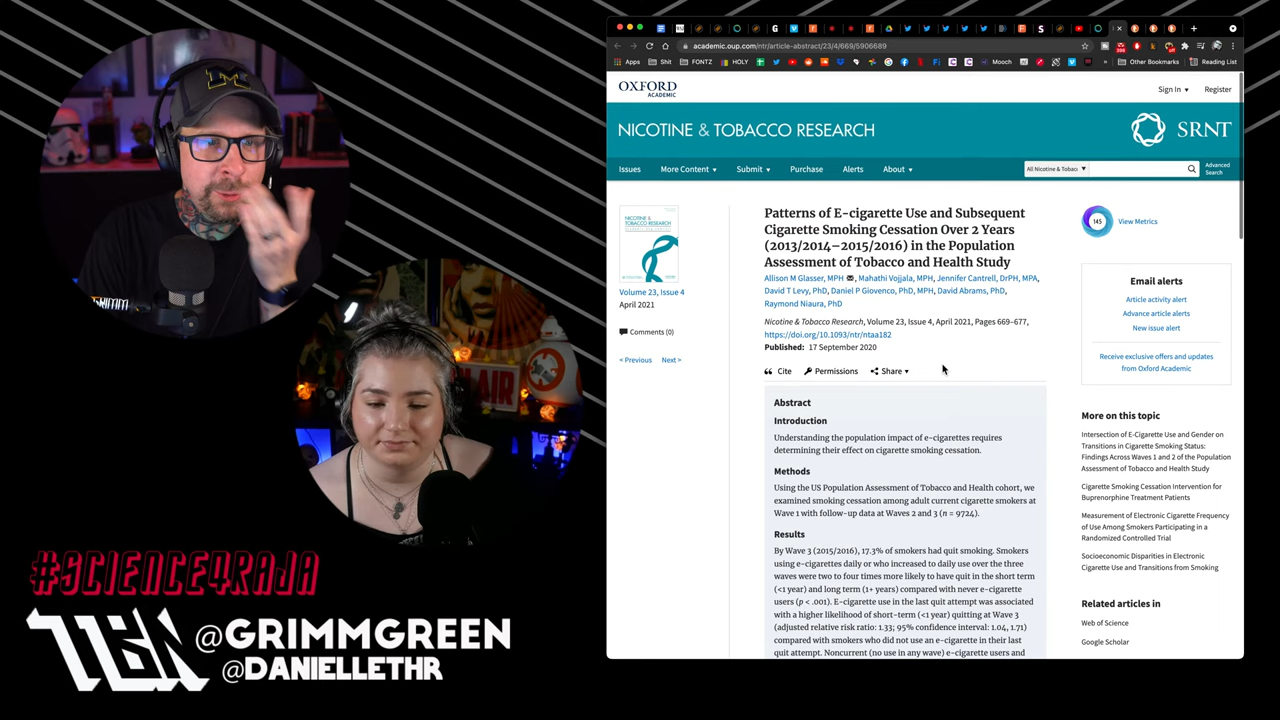 academic.oup.com/ntr/article-abstract/23/4/669/5906689
Apps
Shit
FONTZ
HOLY
Mooch
Other Bookmarks
Reading List
OXFORD
ACADEMIC
Sign In
Register
NICOTINE & TOBACCO RESEARCH
SRNT
Issues
More Content
Submit
Purchase
Alerts
About
All Nicotine & Tobac
Advanced
Search
NICOTINE &
TOBACCO
RESEARCH
Volume 23, Issue 4
April 2021
Comments (0)
< Previous Next >
Patterns of E-cigarette Use and Subsequent
Cigarette Smoking Cessation Over 2 Years
(2013/2014–2015/2016) in the Population
Assessment of Tobacco and Health Study
Allison M Glasser, MPH, Mahathi Vojjala, MPH, Jennifer Cantrell, DrPH, MPA,
David T Levy, PhD, Daniel P Giovenco, PhD, MPH, David Abrams, PhD,
Raymond Niaura, PhD
Nicotine & Tobacco Research, Volume 23, Issue 4, April 2021, Pages 669–677,
https://doi.org/10.1093/ntr/ntaa182
Published: 17 September 2020
Cite
Permissions
Share
Abstract
Introduction
Understanding the population impact of e-cigarettes requires
determining their effect on cigarette smoking cessation.
Methods
Using the US Population Assessment of Tobacco and Health cohort, we
examined smoking cessation among adult current cigarette smokers at
Wave 1 with follow-up data at Waves 2 and 3 (n = 9724).
Results
By Wave 3 (2015/2016), 17.3% of smokers had quit smoking. Smokers
using e-cigarettes daily or who increased to daily use over the three
waves were two to four times more likely to have quit in the short term
(<1 year) and long term (1+ years) compared with never e-cigarette
users (p < .001). E-cigarette use in the last quit attempt was associated
with a higher likelihood of short-term (<1 year) quitting at Wave 3
(adjusted relative risk ratio: 1.33; 95% confidence interval: 1.04, 1.71)
compared with smokers who did not use an e-cigarette in their last
quit attempt. Noncurrent (no use in any wave) e-cigarette users and
145
View Metrics
Email alerts
Article activity alert
Advance article alerts
New issue alert
Receive exclusive offers and updates
from Oxford Academic
More on this topic
Intersection of E-Cigarette Use and Gender on
Transitions in Cigarette Smoking Status:
Findings Across Waves 1 and 2 of the Population
Assessment of Tobacco and Health Study
Cigarette Smoking Cessation Intervention for
Buprenorphine Treatment Patients
Measurement of Electronic Cigarette Frequency
of Use Among Smokers Participating in a
Randomized Controlled Trial
Socioeconomic Disparities in Electronic
Cigarette Use and Transitions from Smoking
Related articles in
Web of Science
Google Scholar
#SCIENCE4RAJA
@GRIMMGREEN
@DANIELLETHR